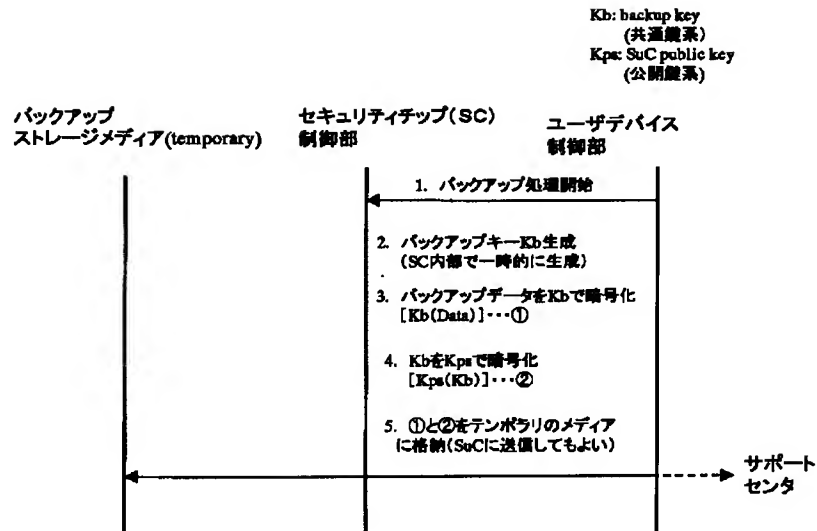 Kb: backup key
(共通鍵系)
Kps: SuC public key
(公開鍵系)
バックアップ
ストレージメディア(temporary)
セキュリティチップ(SC)
制御部
ユーザデバイス
制御部
1. バックアップ処理開始
2. バックアップキーKb生成
(SC内部で一時的に生成)
3. バックアップデータをKbで暗号化
[Kb(Data)]・・・①
4. KbをKpsで暗号化
[Kps(Kb)]・・・②
5. ①と②をテンポラリのメディア
に格納(SuCに送信してもよい)
サポート
センタ